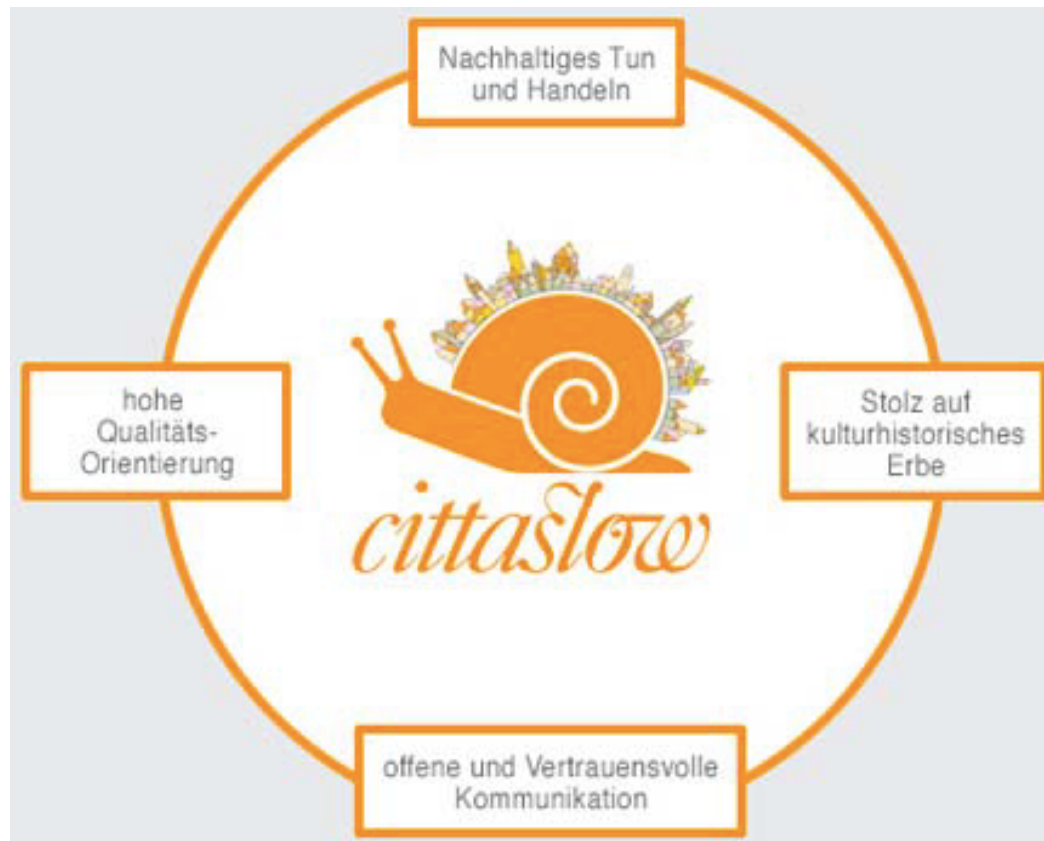 Nachhaltiges Tun
und Handeln
hohe
Qualitäts-
Orientierung
Stolz auf
kulturhistorisches
Erbe
cittaslow
offene und Vertrauensvolle
Kommunikation